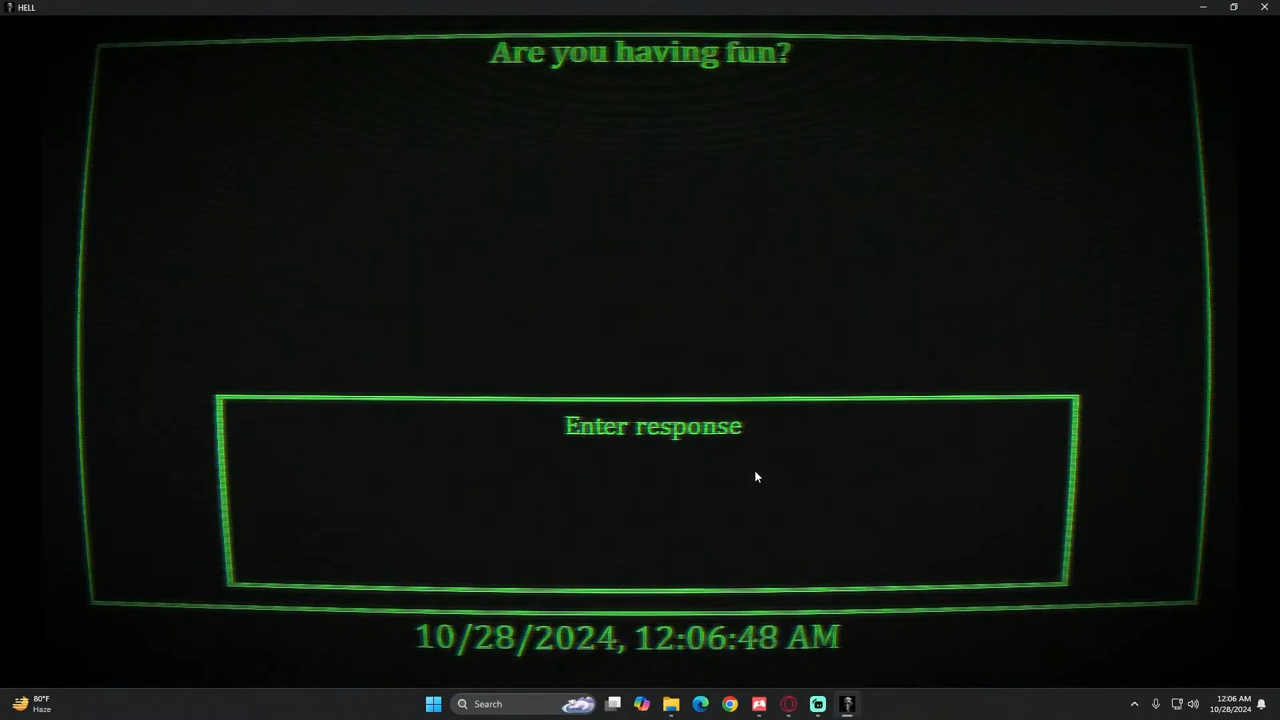 HELL
Are you having fun?
Enter response
10/28/2024, 12:06:48 AM
80°F
Haze
Search
12:06 AM
10/28/2024